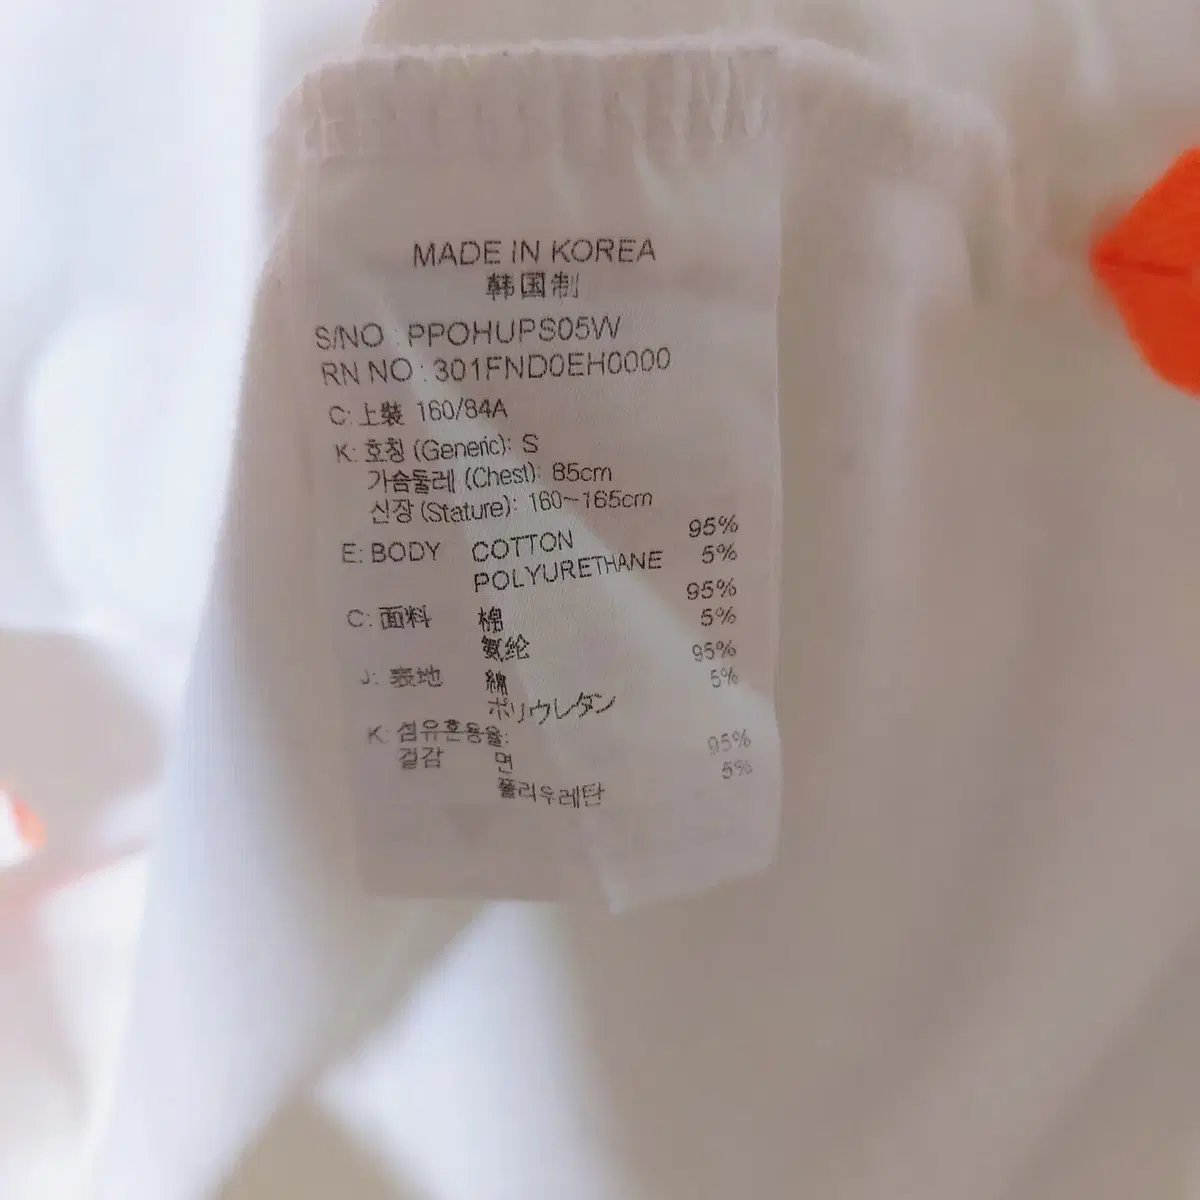 MADE IN KOREA
韩国制
S/NO : PPOHUPS05W
RN NO : 301FND0EH0000
C: 上裝 160/84A
K: 호칭 (Generic): S
가슴둘레 (Chest): 85cm
신장 (Stature): 160~165cm
E: BODY COTTON 95%
POLYURETHANE 5%
C: 面料 棉 95%
氨纶 5%
J: 表地 綿 95%
ポリウレタン 5%
K: 섬유혼용율:
겉감 면 95%
폴리우레탄 5%